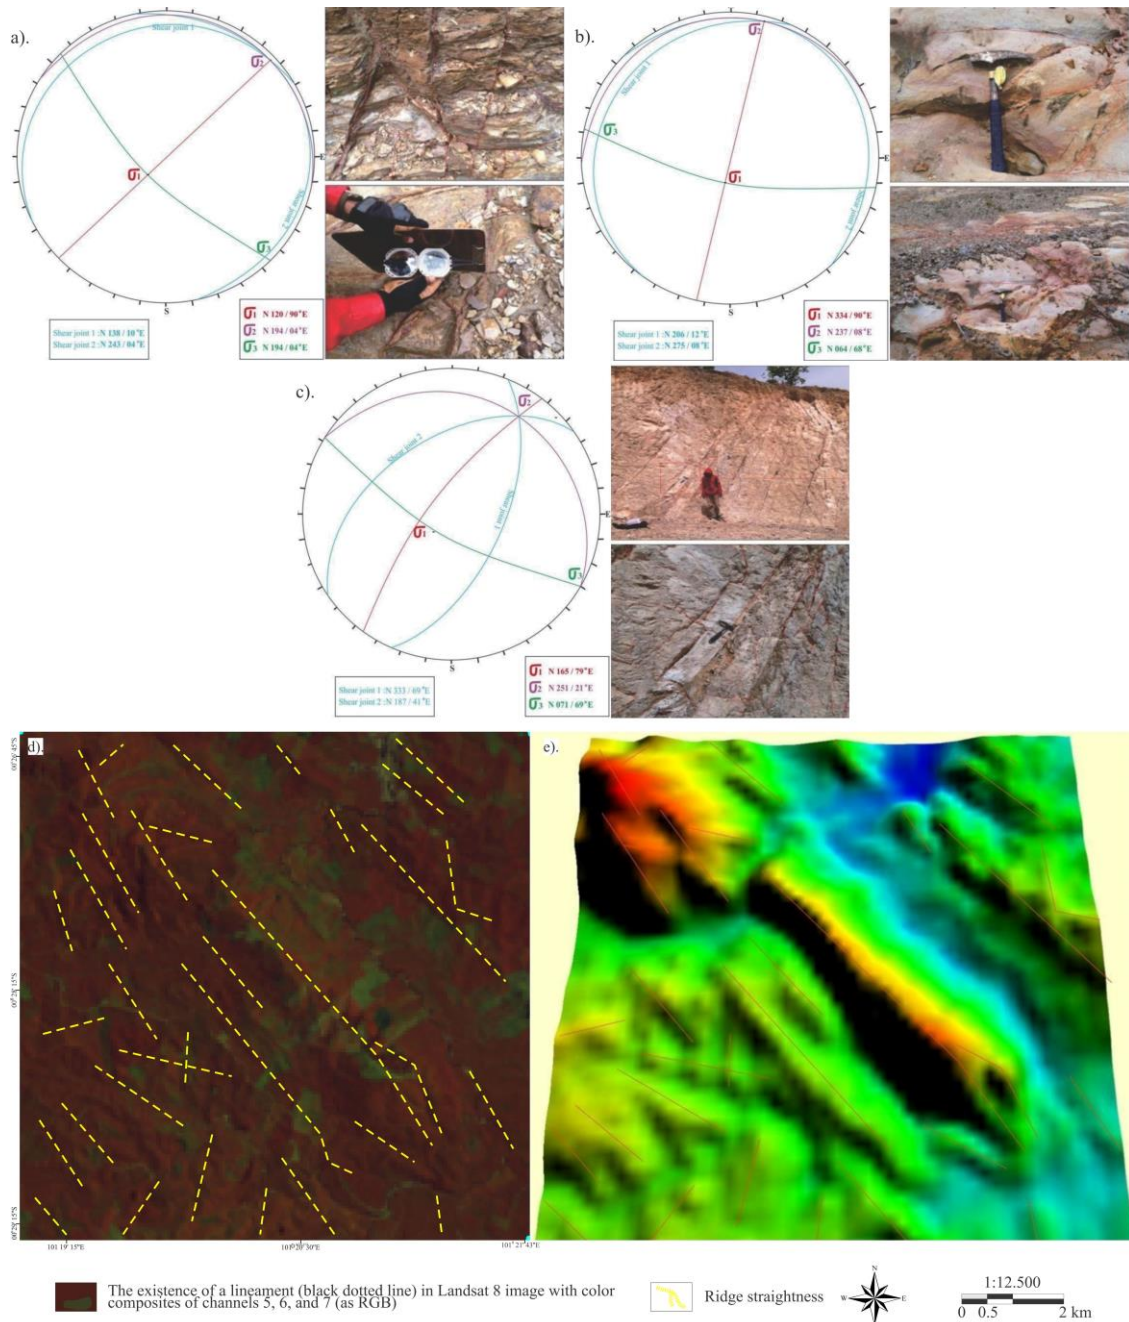 a).
Shear joint 1
σ2
σ1
E
σ3
Shear joint 2
S
Shear joint 1 :N 138 / 10°E
Shear joint 2 : N 243 / 04°E
σ1 N 120 / 90°E
σ2 N 194 / 04°E
σ3 N 194 / 04°E
b).
σ2
Shear joint 1
σ3
E
σ1
Shear joint 2
S
Shear joint 1 : N 206 / 12°E
Shear joint 2 :N 275 / 08°E
σ1 N 334 / 90°E
σ2 N 237 / 08°E
σ3 N 064 / 68°E
c).
σ2
Shear joint 2
Shear joint 1
E
σ1
σ3
S
Shear joint 1 :N 333 / 69°E
Shear joint 2 :N 187 / 41°E
σ1 N 165 / 79°E
σ2 N 251 / 21°E
σ3 N 071 / 69°E
d).
e).
101 19' 15"E
101 21' 43"E
The existence of a lineament (black dotted line) in Landsat 8 image with color
composites of channels 5, 6, and 7 (as RGB)
Ridge straightness
N
W
E
S
1:12.500
0 0.5 2 km